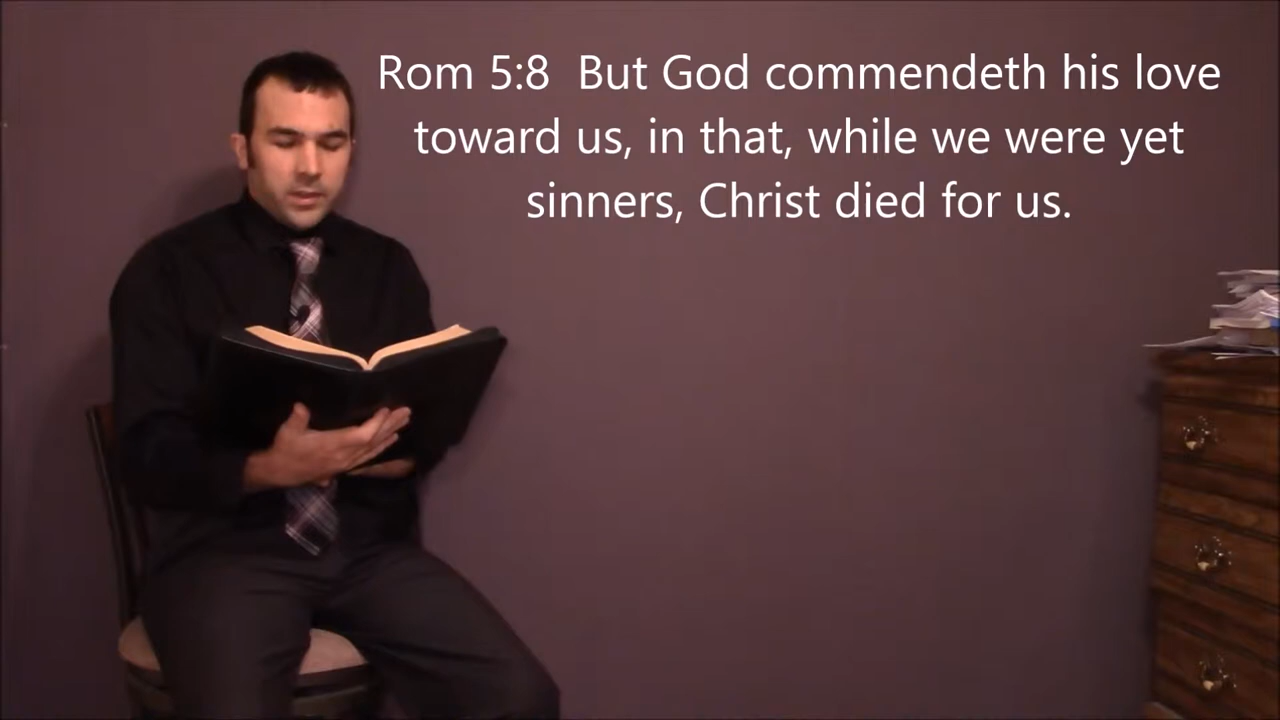 Rom 5:8  But God commendeth his love
toward us, in that, while we were yet
sinners, Christ died for us.